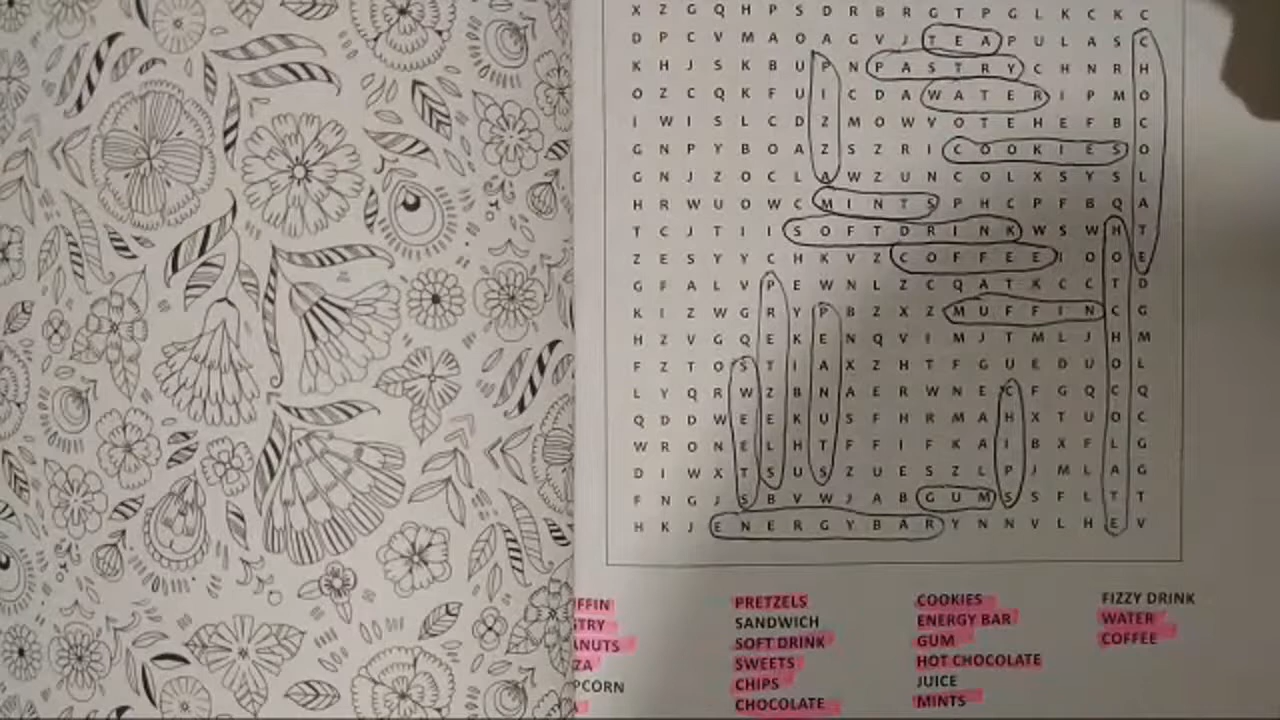 X Z G Q H P S D R B R G T P G L K C K C
D P C V M A O A G V J T E A P U L A S C
K H J S K B U P N P A S T R Y C H N R H
O Z C Q K F U I C D A W A T E R I P M O
I W I S L C D Z M O W V O T E H E F B C
G N P Y B O A Z S Z R I C O O K I E S O
G N J Z O C L A W Z U N C O L X S Y S L
H R W U O W C M I N T S P H C P F B Q A
T C J T I I S O F T D R I N K W S W H T
Z E S Y Y C H K V Z C O F F E E I O O E
G F A L V P E W N L Z C Q A T K C C T D
K I Z W G R Y P B Z X Z M U F F I N C G
H Z V G Q E K E N Q V I M J T M L J H M
F Z T O S T I A X Z H T F G U E D U O L
L Y Q R W Z B N A E R W N E C F G Q C Q
Q D D W E E K U S F H R M A H X T U O C
W R O N E L H T F F I F K A I B X F L G
D I W X T S U S Z U E S Z L P J M L A G
F N G J S B V W J A B G U M S S F L T T
H K J E N E R G Y B A R Y N N V L H E V
FFIN PRETZELS COOKIES FIZZY DRINK
STRY SANDWICH ENERGY BAR WATER
ANUTS SOFT DRINK GUM COFFEE
ZA SWEETS HOT CHOCOLATE
PCORN CHIPS JUICE
CHOCOLATE MINTS